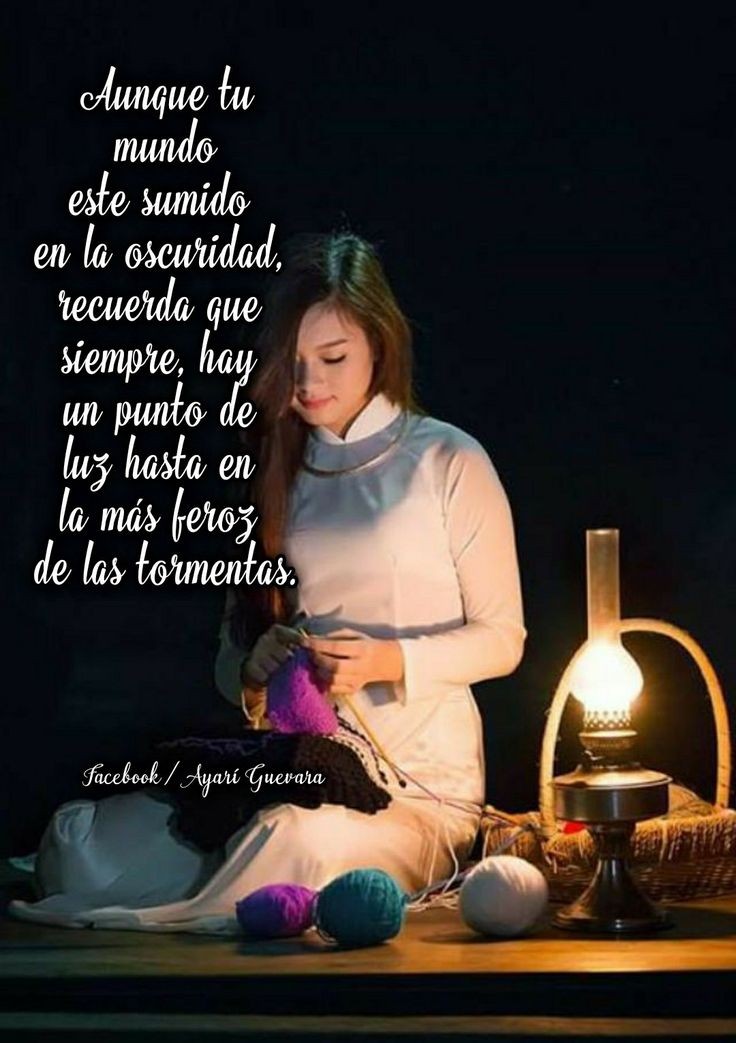 Aunque tu
mundo
este sumido
en la oscuridad,
recuerda que
siempre, hay
un punto de
luz hasta en
la más feroz
de las tormentas.
Facebook / Ayarí Guevara